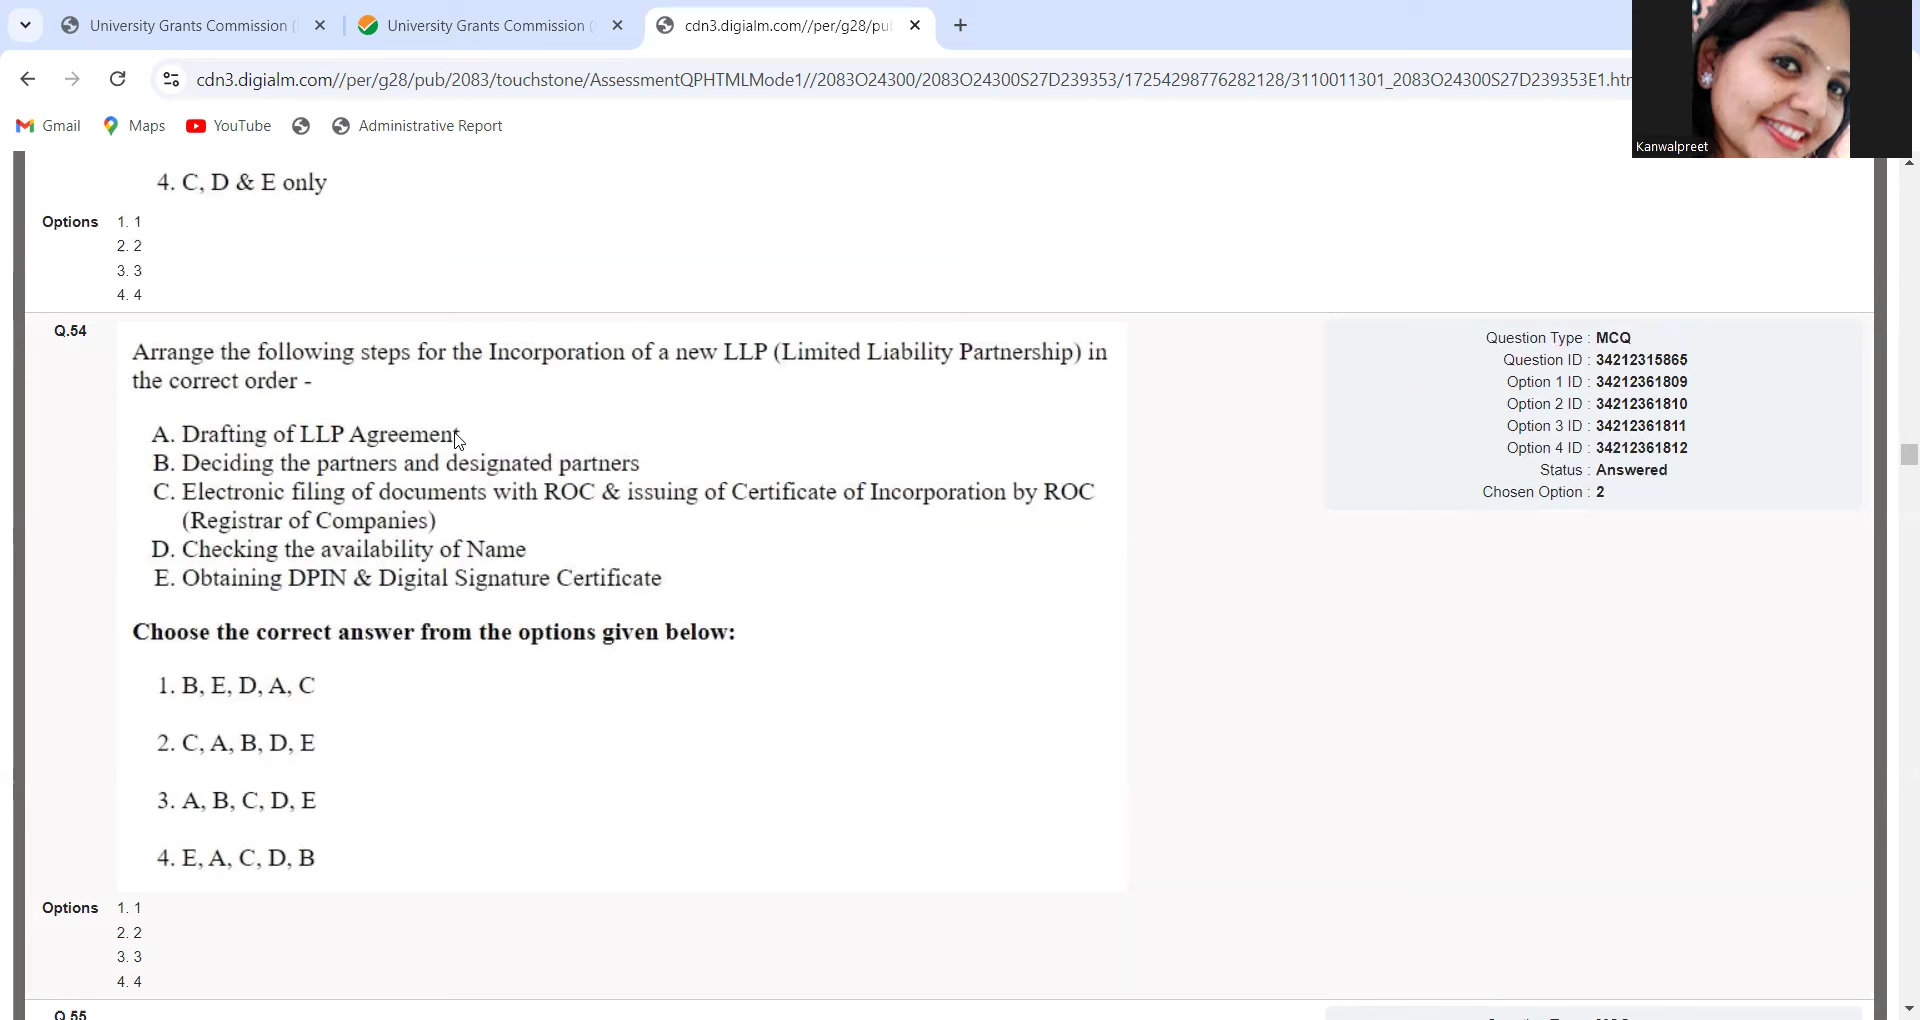 University Grants Commission (
University Grants Commission (
cdn3.digialm.com//per/g28/pu
cdn3.digialm.com//per/g28/pub/2083/touchstone/AssessmentQPHTMLMode1//2083O24300/2083O24300S27D239353/17254298776282128/3110011301_2083O24300S27D239353E1.htm
Gmail
Maps
YouTube
Administrative Report
Kanwalpreet
4. C, D & E only
Options
1. 1
2. 2
3. 3
4. 4
Q.54
Arrange the following steps for the Incorporation of a new LLP (Limited Liability Partnership) in
the correct order -
A. Drafting of LLP Agreement
B. Deciding the partners and designated partners
C. Electronic filing of documents with ROC & issuing of Certificate of Incorporation by ROC
(Registrar of Companies)
D. Checking the availability of Name
E. Obtaining DPIN & Digital Signature Certificate
Choose the correct answer from the options given below:
1. B, E, D, A, C
2. C, A, B, D, E
3. A, B, C, D, E
4. E, A, C, D, B
Question Type : MCQ
Question ID : 34212315865
Option 1 ID : 34212361809
Option 2 ID : 34212361810
Option 3 ID : 34212361811
Option 4 ID : 34212361812
Status : Answered
Chosen Option : 2
Options
1. 1
2. 2
3. 3
4. 4
Q.55